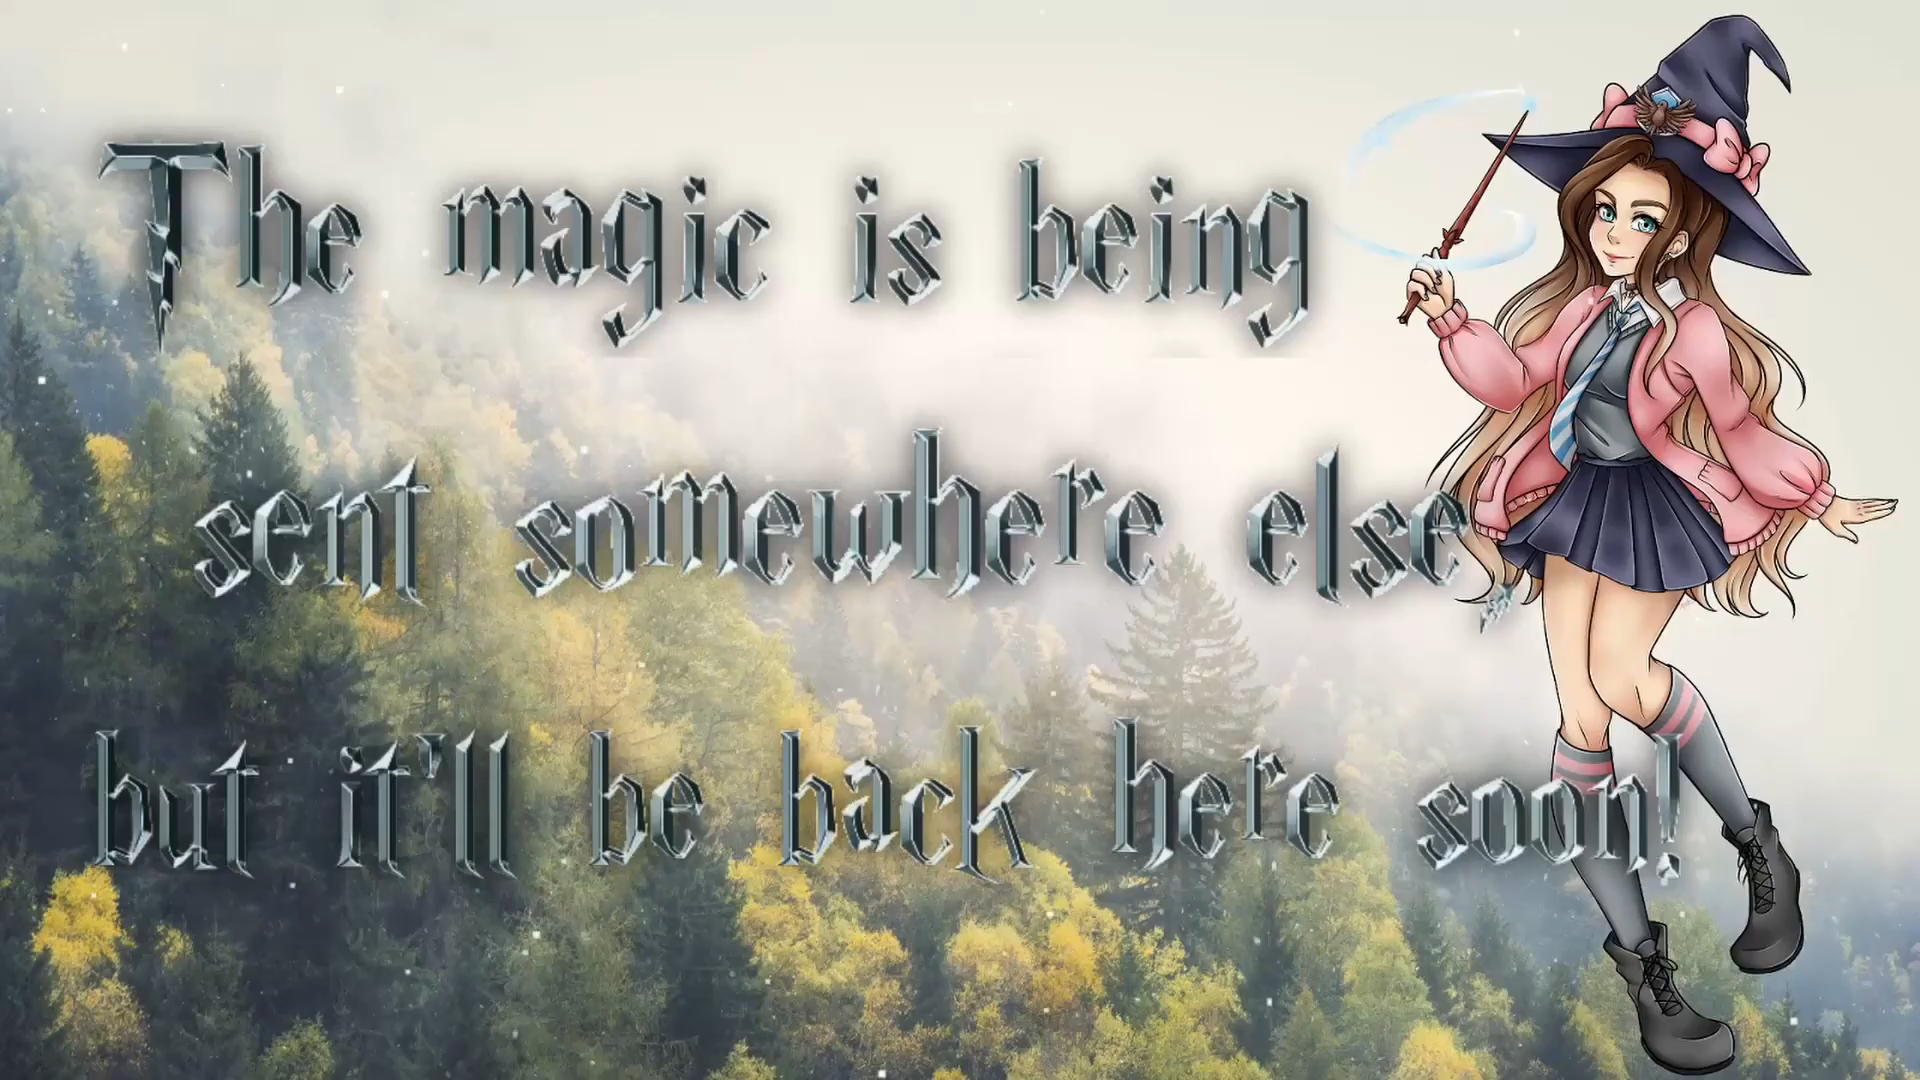 The magic is being
sent somewhere else,
but it'll be back here soon!